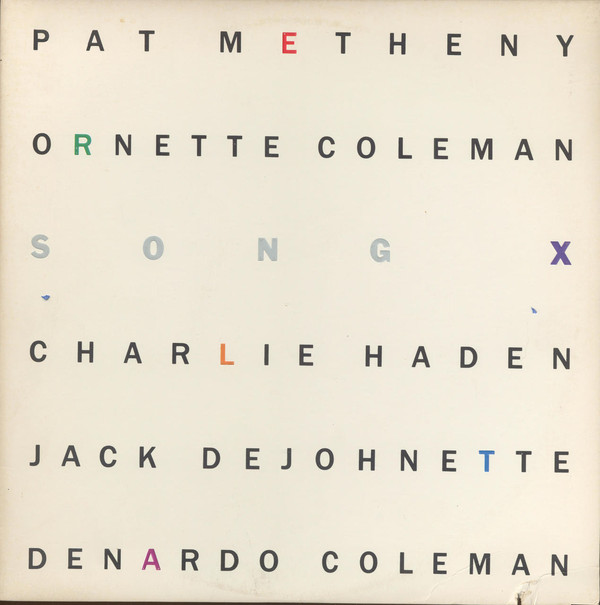 PAT METHENY
ORNETTE COLEMAN
SONG X
CHARLIE HADEN
JACK DEJOHNETTE
DENARDO COLEMAN